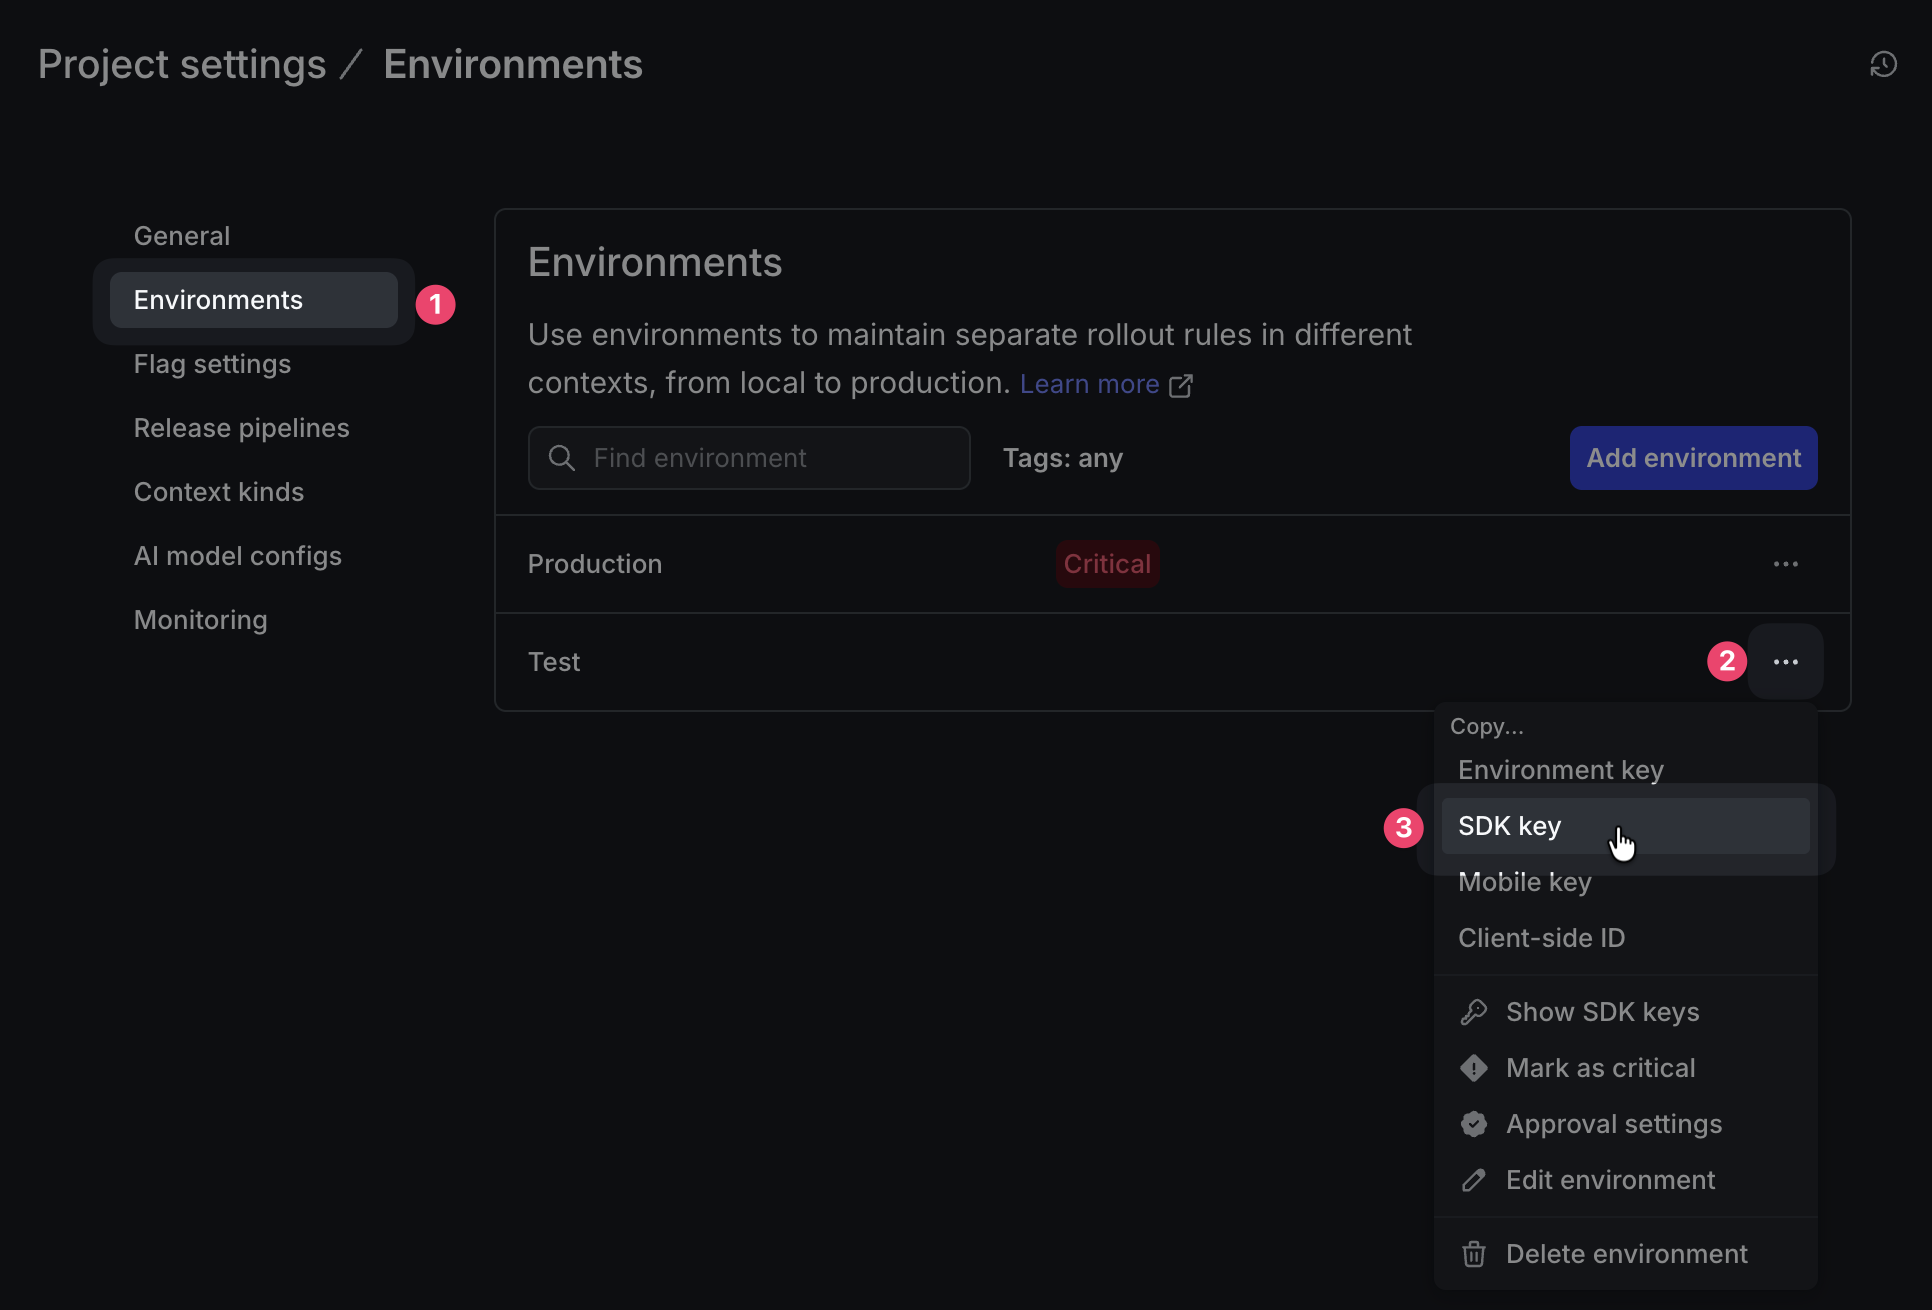 Project settings / Environments
General
Environments
1
Flag settings
Release pipelines
Context kinds
AI model configs
Monitoring
Environments
Use environments to maintain separate rollout rules in different
contexts, from local to production. Learn more
Find environment
Tags: any
Add environment
Production
Critical
...
Test
2
...
Copy...
Environment key
3
SDK key
Mobile key
Client-side ID
Show SDK keys
Mark as critical
Approval settings
Edit environment
Delete environment